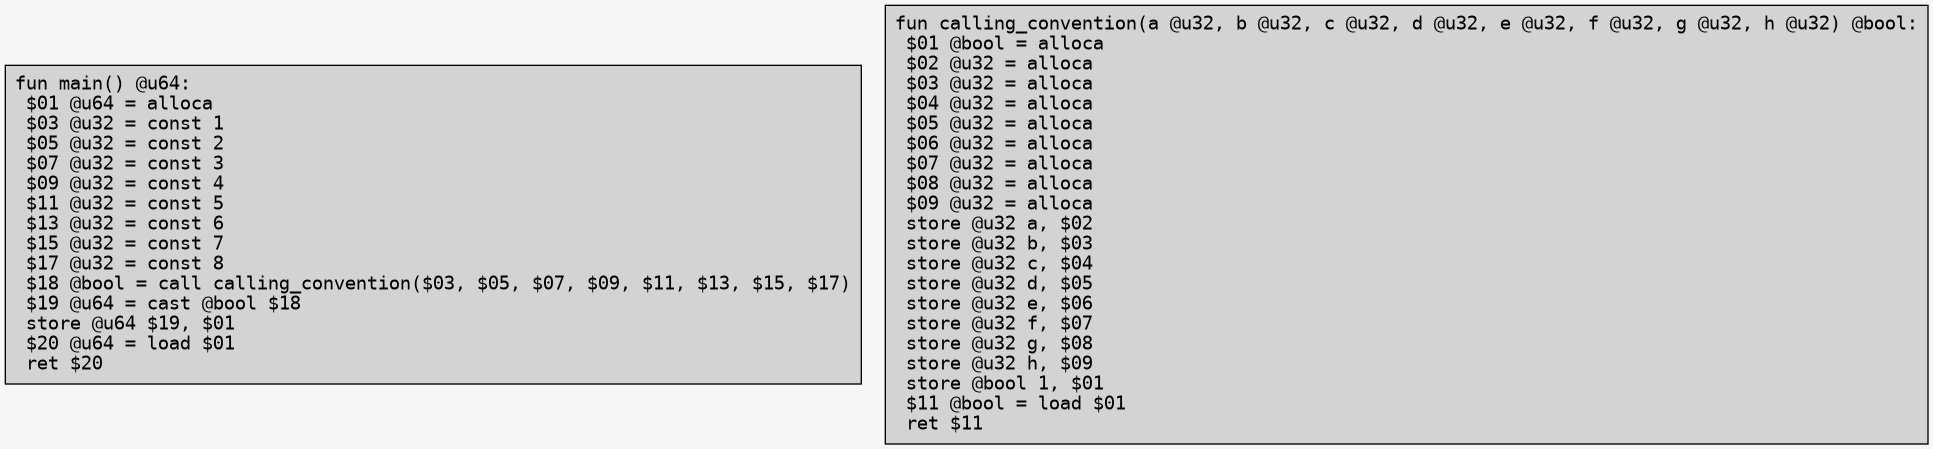 fun main() @u64:
$01 @u64 = alloca
$03 @u32 = const 1
$05 @u32 = const 2
$07 @u32 = const 3
$09 @u32 = const 4
$11 @u32 = const 5
$13 @u32 = const 6
$15 @u32 = const 7
$17 @u32 = const 8
$18 @bool = call calling_convention($03, $05, $07, $09, $11, $13, $15, $17)
$19 @u64 = cast @bool $18
store @u64 $19, $01
$20 @u64 = load $01
ret $20
fun calling_convention(a @u32, b @u32, c @u32, d @u32, e @u32, f @u32, g @u32, h @u32) @bool:
$01 @bool = alloca
$02 @u32 = alloca
$03 @u32 = alloca
$04 @u32 = alloca
$05 @u32 = alloca
$06 @u32 = alloca
$07 @u32 = alloca
$08 @u32 = alloca
$09 @u32 = alloca
store @u32 a, $02
store @u32 b, $03
store @u32 c, $04
store @u32 d, $05
store @u32 e, $06
store @u32 f, $07
store @u32 g, $08
store @u32 h, $09
store @bool 1, $01
$11 @bool = load $01
ret $11